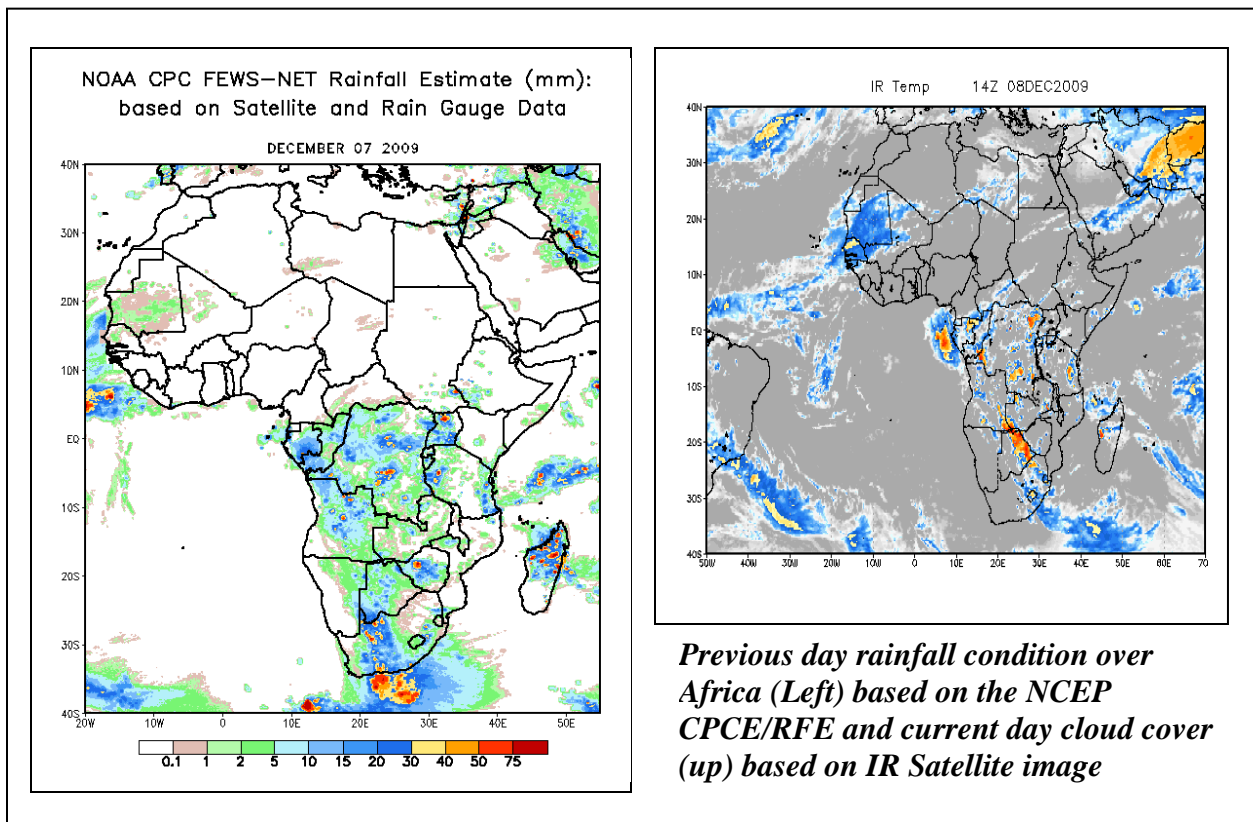 NOAA CPC FEWS-NET Rainfall Estimate (mm):
based on Satellite and Rain Gauge Data
DECEMBER 07 2009
40N
30N
20N
10N
EQ
10S
20S
30S
40S
20W 10W 0 10E 20E 30E 40E 50E
0.1 1 2 5 10 15 20 30 40 50 75
IR Temp 14Z 08DEC2009
40N
30N
20N
10N
EQ
10S
20S
30S
40S
50W 40W 30W 20W 10W 0 10E 20E 30E 40E 50E 60E 70
Previous day rainfall condition over
Africa (Left) based on the NCEP
CPCE/RFE and current day cloud cover
(up) based on IR Satellite image